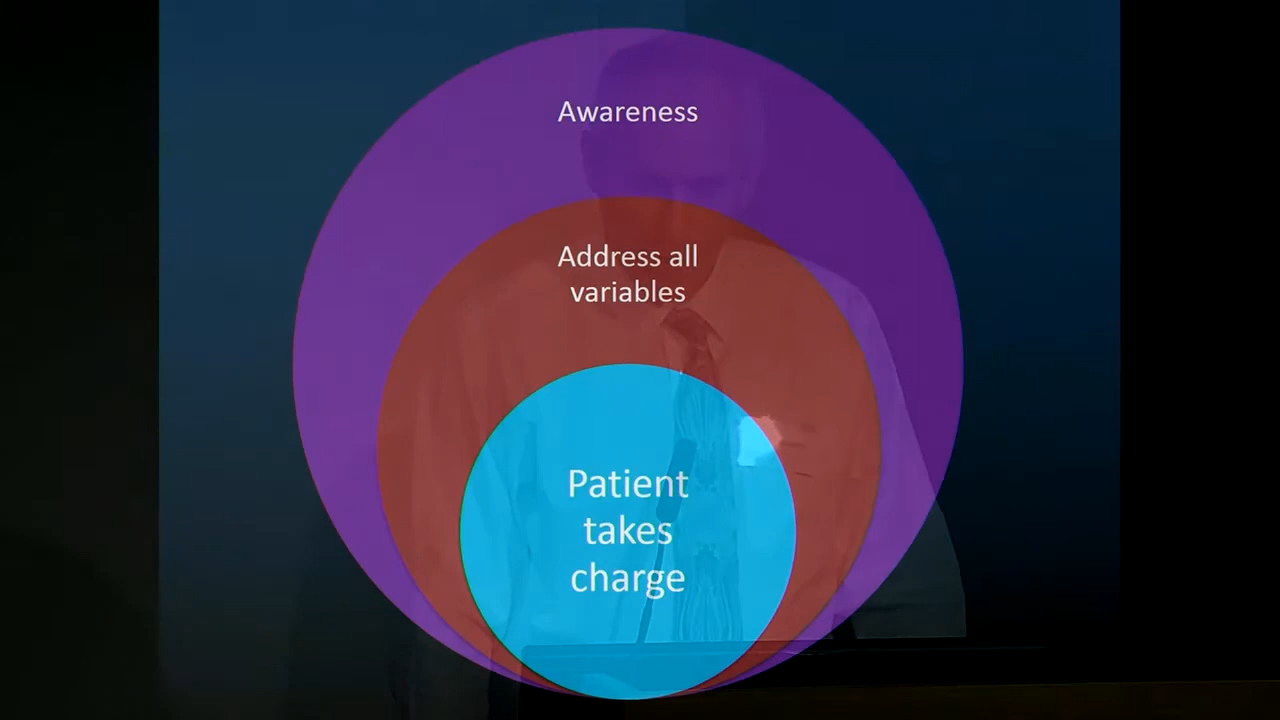 Awareness
Address all
variables
Patient
takes
charge